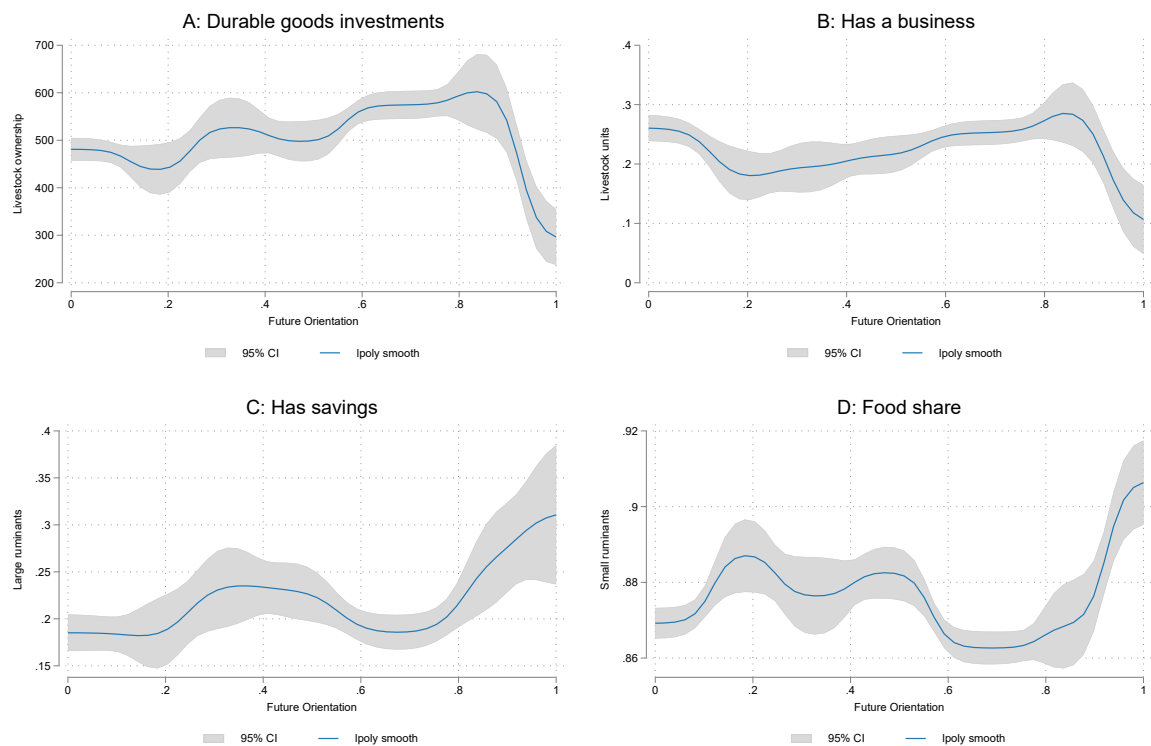 A: Durable goods investments
700
600
500
400
300
200
Livestock ownership
0 .2 .4 .6 .8 1
Future Orientation
95% CI lpoly smooth
B: Has a business
.4
.3
.2
.1
0
Livestock units
0 .2 .4 .6 .8 1
Future Orientation
95% CI lpoly smooth
C: Has savings
.4
.35
.3
.25
.2
.15
Large ruminants
0 .2 .4 .6 .8 1
Future Orientation
95% CI lpoly smooth
D: Food share
.92
.9
.88
.86
Small ruminants
0 .2 .4 .6 .8 1
Future Orientation
95% CI lpoly smooth